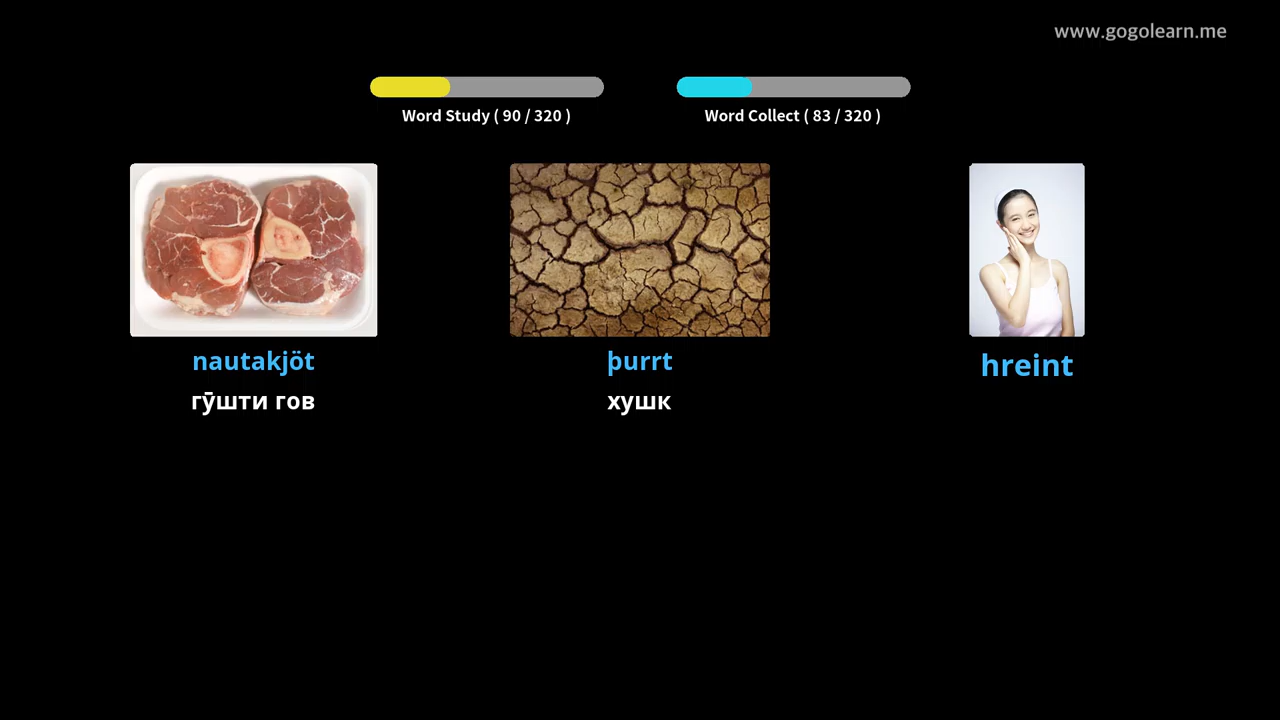 www.gogolearn.me
Word Study ( 90 / 320 )
Word Collect ( 83 / 320 )
nautakjöt
гӯшти гов
þurrt
хушк
hreint